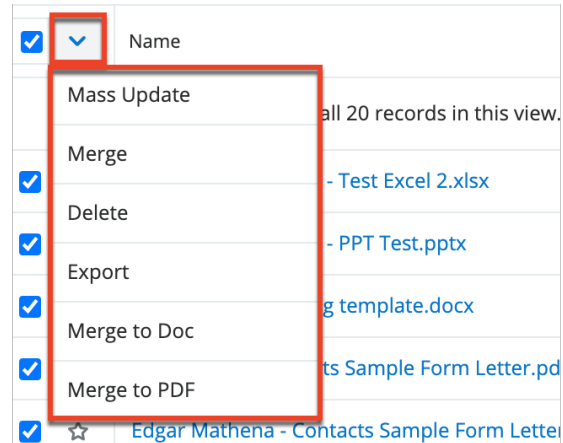 Name
Mass Update
all 20 records in this view.
Merge
- Test Excel 2.xlsx
Delete
- PPT Test.pptx
Export
g template.docx
Merge to Doc
ts Sample Form Letter.pd
Merge to PDF
Edgar Mathena - Contacts Sample Form Letter